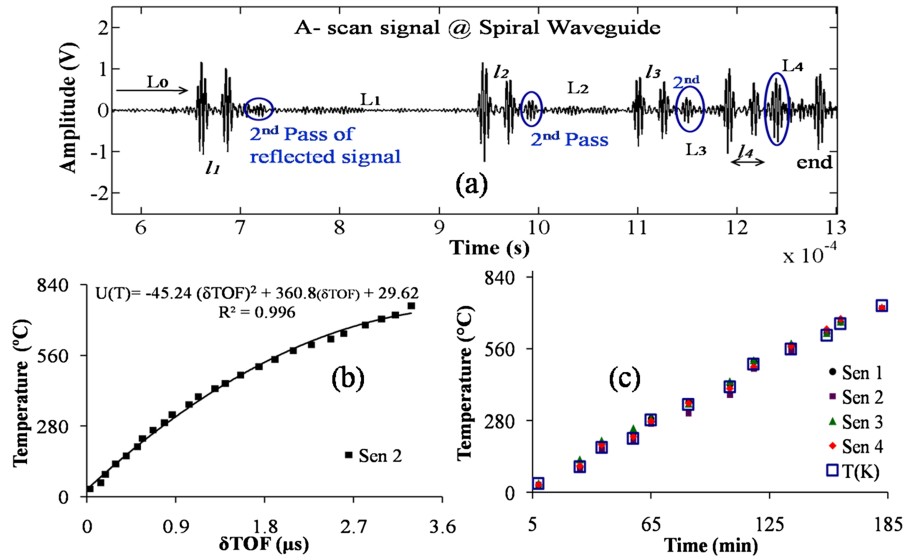 (a)
A- scan signal @ Spiral Waveguide
Amplitude (V)
2
1
0
-1
-2
L0
l1
2nd Pass of
reflected signal
L1
l2
2nd Pass
L2
l3
2nd
L3
L4
l4
end
(a)
6
7
8
9
10
11
12
13
Time (s)
x 10-4
U(T)= -45.24 (δTOF)² + 360.8(δTOF) + 29.62
R² = 0.996
Temperature (ºC)
840
560
280
0
(b)
Sen 2
0
0.9
1.8
2.7
3.6
δTOF (µs)
Temperature (°C)
840
560
280
0
(c)
Sen 1
Sen 2
Sen 3
Sen 4
T(K)
5
65
125
185
Time (min)